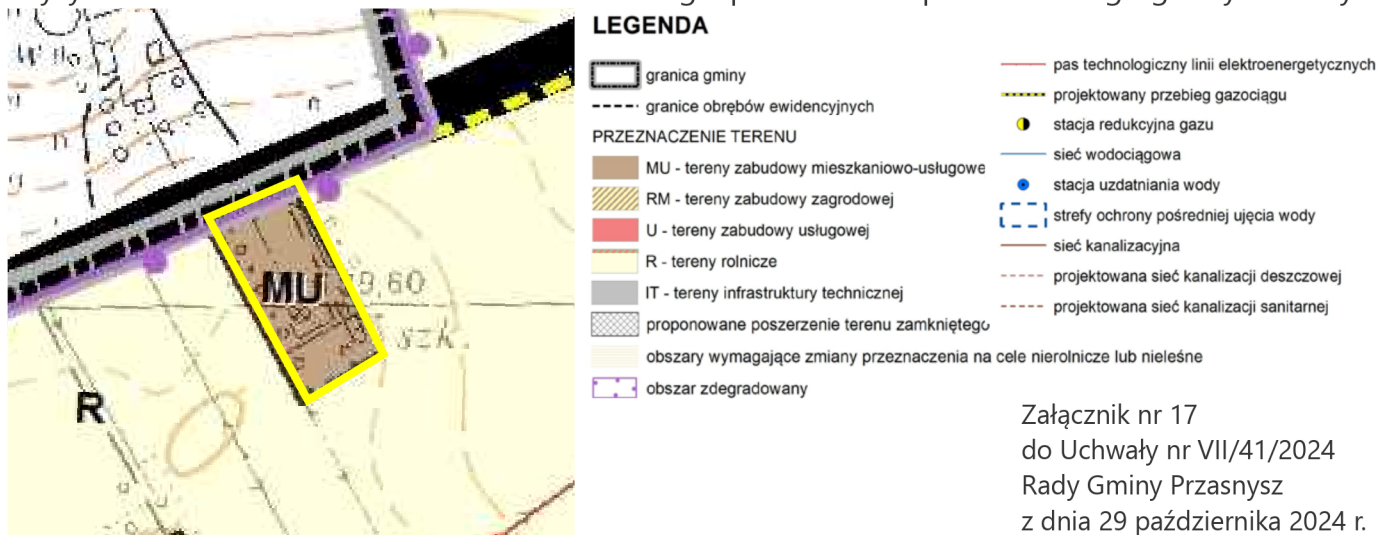 LEGENDA
granica gminy
granice obrębów ewidencyjnych
PRZEZNACZENIE TERENU
MU - tereny zabudowy mieszkaniowo-usługowe
RM - tereny zabudowy zagrodowej
U - tereny zabudowy usługowej
R - tereny rolnicze
IT - tereny infrastruktury technicznej
proponowane poszerzenie terenu zamkniętego
obszary wymagające zmiany przeznaczenia na cele nierolnicze lub nieleśne
obszar zdegradowany
pas technologiczny linii elektroenergetycznych
projektowany przebieg gazociągu
stacja redukcyjna gazu
sieć wodociągowa
stacja uzdatniania wody
strefy ochrony pośredniej ujęcia wody
sieć kanalizacyjna
projektowana sieć kanalizacji deszczowej
projektowana sieć kanalizacji sanitarnej
MU
szk.
R
Załącznik nr 17
do Uchwały nr VII/41/2024
Rady Gminy Przasnysz
z dnia 29 października 2024 r.